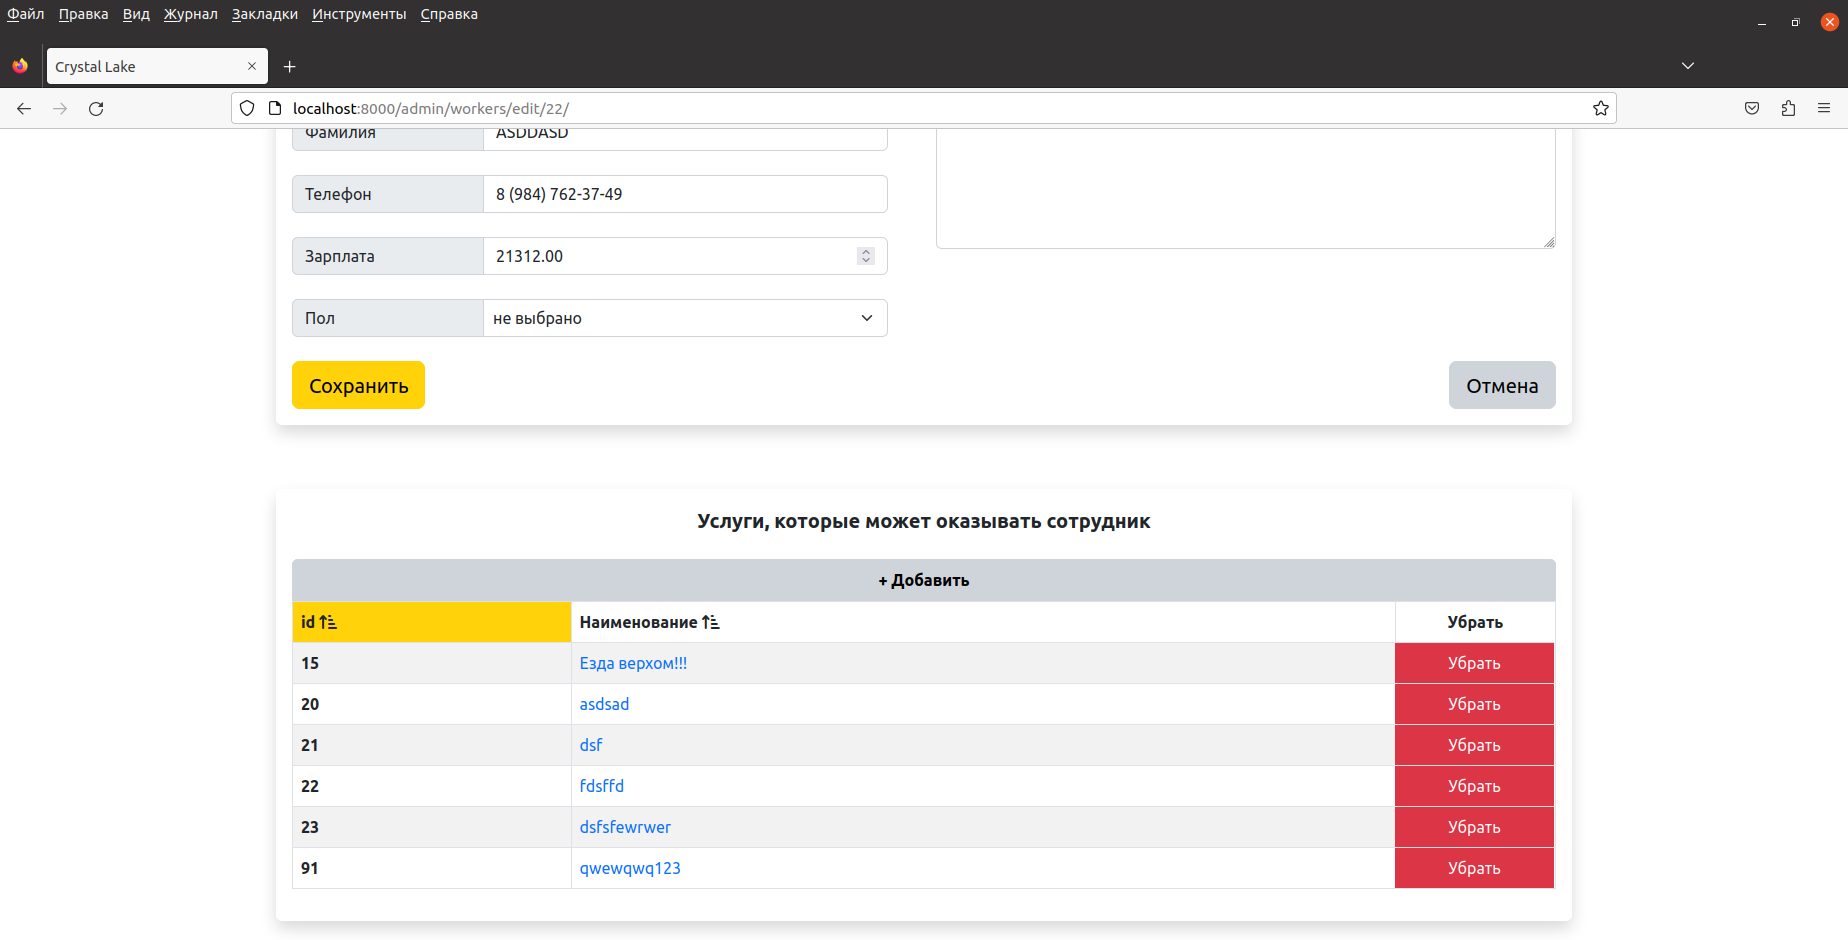 Файл Правка Вид Журнал Закладки Инструменты Справка
Crystal Lake
localhost:8000/admin/workers/edit/22/
Фамилия ASDDASD
Телефон 8 (984) 762-37-49
Зарплата 21312.00
Пол не выбрано
Сохранить Отмена
Услуги, которые может оказывать сотрудник
+ Добавить
id Наименование Убрать
15 Езда верхом!!! Убрать
20 asdsad Убрать
21 dsf Убрать
22 fdsffd Убрать
23 dsfsfewrwer Убрать
91 qwewqwq123 Убрать